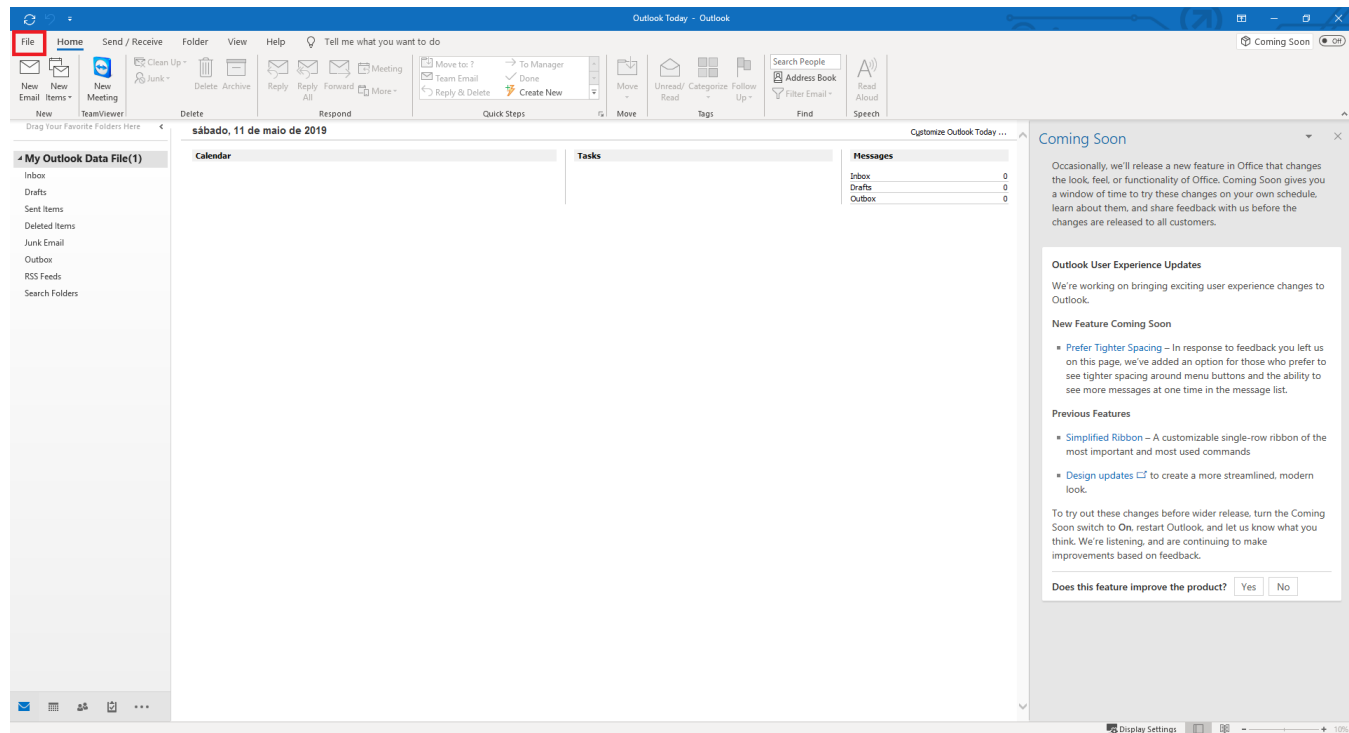 Outlook Today - Outlook
File Home Send / Receive Folder View Help Tell me what you want to do
Coming Soon Off
New Email
New Items
New Meeting
Clean Up
Junk
Delete Archive
Reply Reply All Forward
Meeting
More
Move to: ? To Manager
Team Email Done
Reply & Delete Create New
Move
Unread/ Read Categorize Follow Up
Search People
Address Book
Filter Email
Read Aloud
New TeamViewer Delete Respond Quick Steps Move Tags Find Speech
Drag Your Favorite Folders Here
My Outlook Data File(1)
Inbox
Drafts
Sent Items
Deleted Items
Junk Email
Outbox
RSS Feeds
Search Folders
sábado, 11 de maio de 2019
Customize Outlook Today ...
Calendar Tasks Messages
Inbox 0
Drafts 0
Outbox 0
Coming Soon
Occasionally, we'll release a new feature in Office that changes
the look, feel, or functionality of Office. Coming Soon gives you
a window of time to try these changes on your own schedule,
learn about them, and share feedback with us before the
changes are released to all customers.
Outlook User Experience Updates
We're working on bringing exciting user experience changes to
Outlook.
New Feature Coming Soon
Prefer Tighter Spacing – In response to feedback you left us
on this page, we've added an option for those who prefer to
see tighter spacing around menu buttons and the ability to
see more messages at one time in the message list.
Previous Features
Simplified Ribbon – A customizable single-row ribbon of the
most important and most used commands
Design updates to create a more streamlined, modern
look.
To try out these changes before wider release, turn the Coming
Soon switch to On, restart Outlook, and let us know what you
think. We're listening, and are continuing to make
improvements based on feedback.
Does this feature improve the product? Yes No
Display Settings 10%